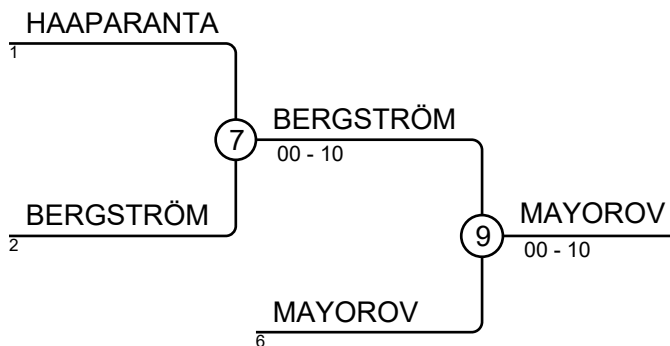 HAAPARANTA
1
7
BERGSTRÖM
00 - 10
BERGSTRÖM
2
9
MAYOROV
00 - 10
MAYOROV
6